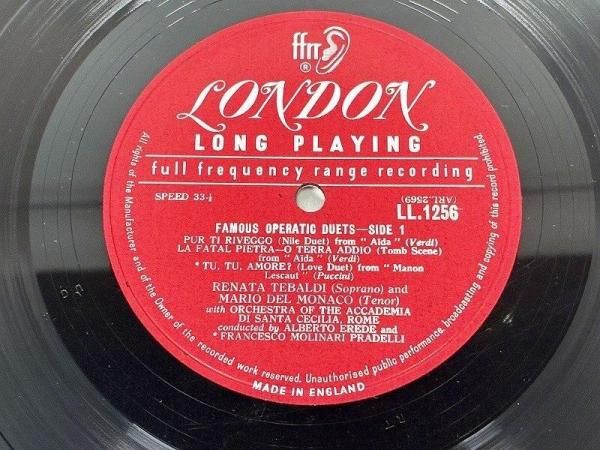 ffrr
®
LONDON
LONG PLAYING
full frequency range recording
SPEED 33⅓
(ARL.2569)
LL.1256
FAMOUS OPERATIC DUETS—SIDE 1
PUR TI RIVEGGO (Nile Duet) from "Aida" (Verdi)
LA FATAL PIETRA—O TERRA ADDIO (Tomb Scene)
from "Aida" (Verdi)
* TU, TU, AMORE? (Love Duet) from "Manon
Lescaut" (Puccini)
RENATA TEBALDI (Soprano) and
MARIO DEL MONACO (Tenor)
with ORCHESTRA OF THE ACCADEMIA
DI SANTA CECILIA, ROME
conducted by ALBERTO EREDE and
* FRANCESCO MOLINARI PRADELLI
All rights of the Manufacturer and of the Owner of the recorded work reserved. Unauthorised public performance, broadcasting and copying of this record prohibited.
MADE IN ENGLAND